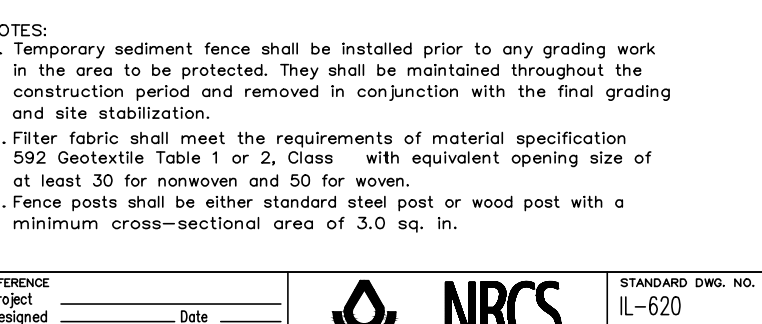 OTES:
. Temporary sediment fence shall be installed prior to any grading work
in the area to be protected. They shall be maintained throughout the
construction period and removed in conjunction with the final grading
and site stabilization.
. Filter fabric shall meet the requirements of material specification
592 Geotextile Table 1 or 2, Class with equivalent opening size of
at least 30 for nonwoven and 50 for woven.
. Fence posts shall be either standard steel post or wood post with a
minimum cross-sectional area of 3.0 sq. in.
FERENCE
roject
esigned Date
NRCS
STANDARD DWG. NO.
IL-620